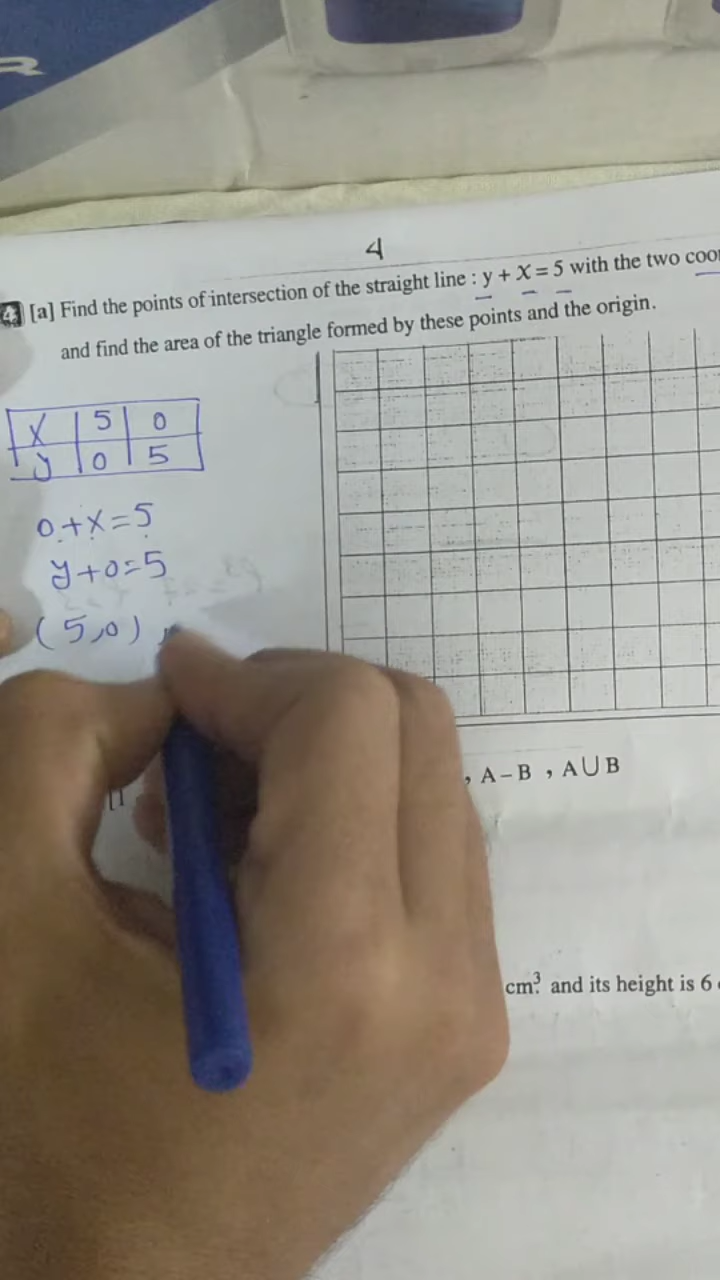 4
4 [a] Find the points of intersection of the straight line : y + x = 5 with the two
and find the area of the triangle formed by these points and the origin.
x 5 0
y 0 5
0+x=5
y+0=5
(5,0)
, A – B , A∪B
cm³. and its height is 6